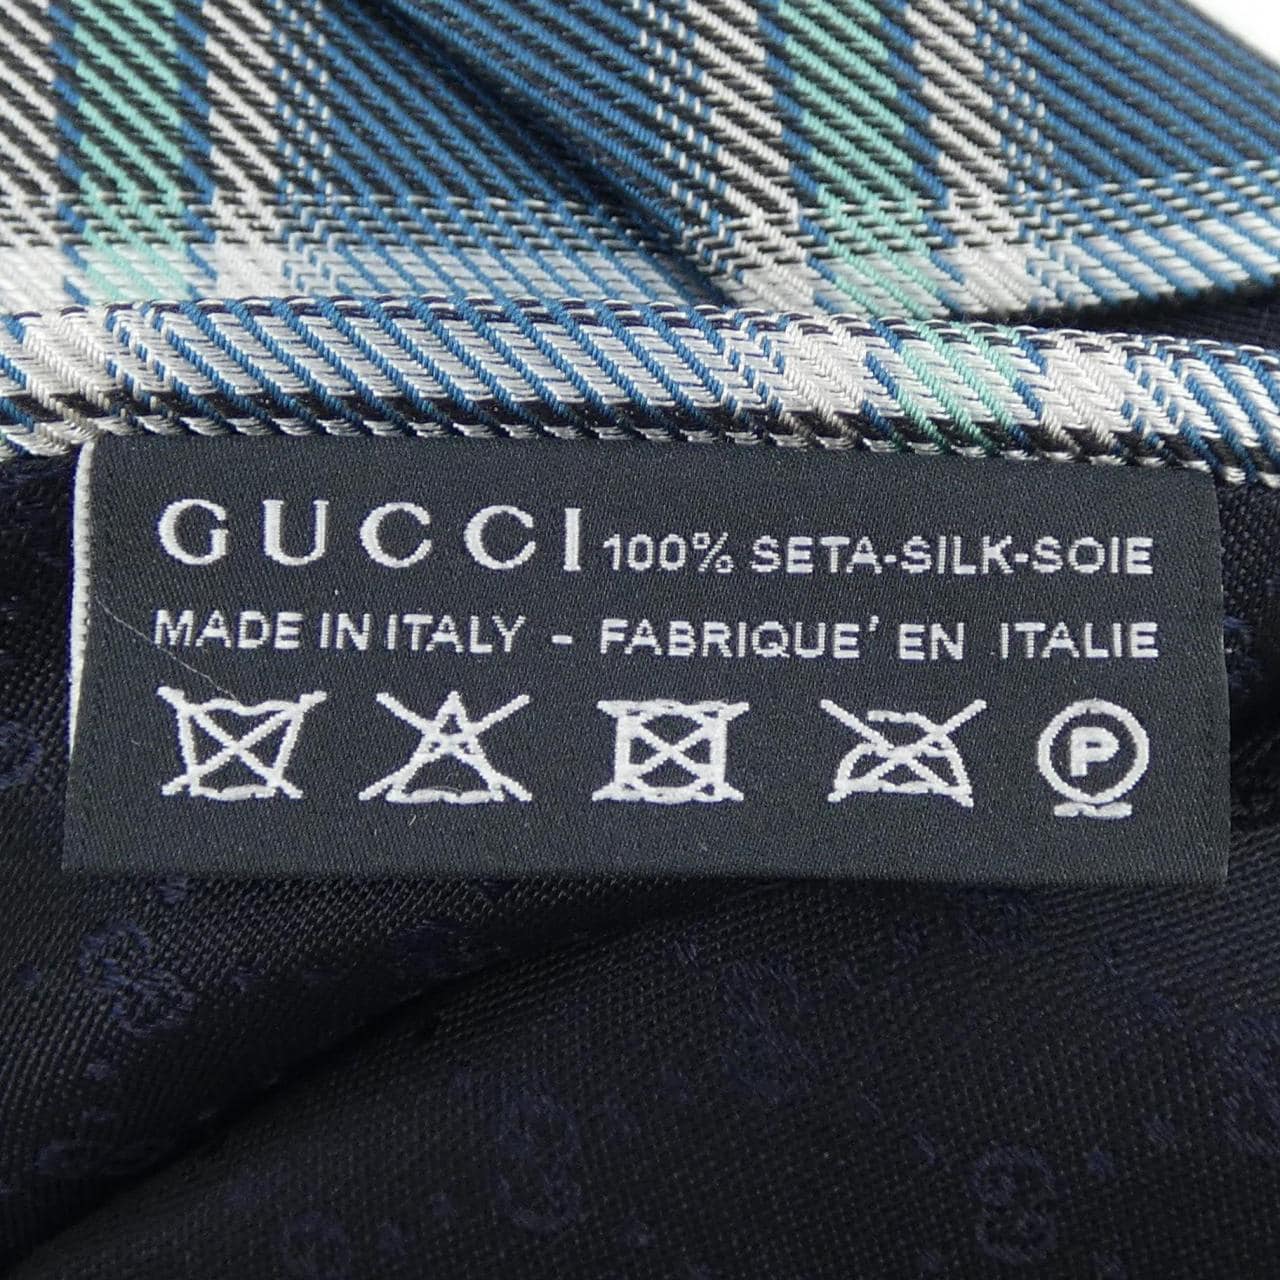 GUCCI 100% SETA-SILK-SOIE
MADE IN ITALY - FABRIQUE' EN ITALIE
P